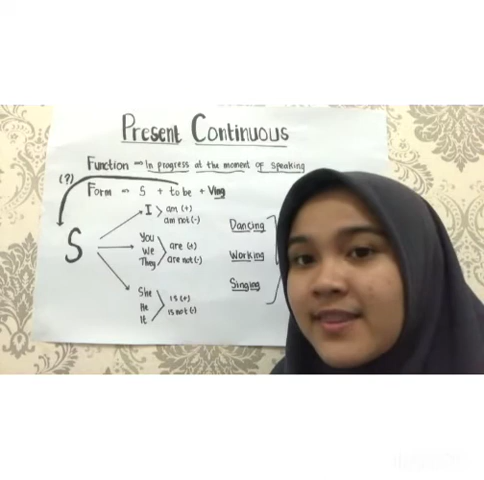 Present Continuous
Function ⇒ In progress at the moment of speaking
(?)
Form ⇒ S + to be + Ving
S
I > am (+)
am not (-)
You
We
They
are (+)
are not (-)
She
He
It
is (+)
is not (-)
Dancing
Working
Singing